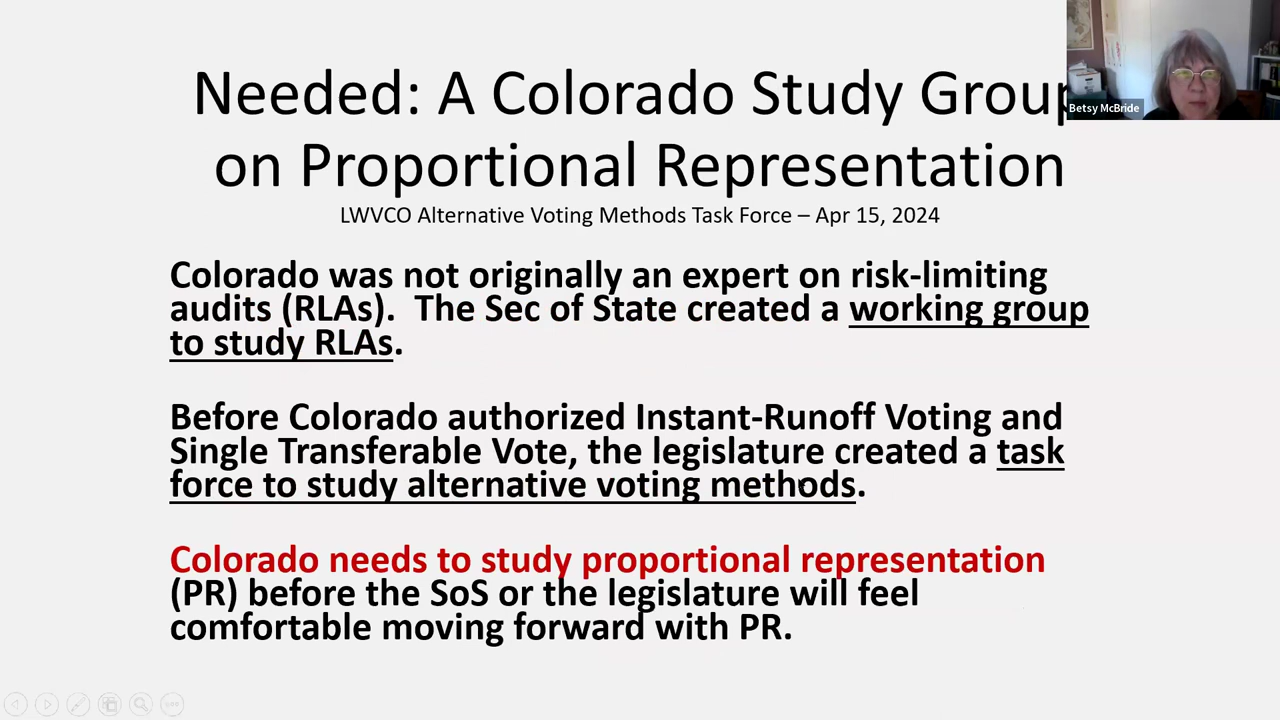 Needed: A Colorado Study Group
on Proportional Representation
LWVCO Alternative Voting Methods Task Force – Apr 15, 2024
Betsy McBride
Colorado was not originally an expert on risk-limiting
audits (RLAs).  The Sec of State created a working group
to study RLAs.
Before Colorado authorized Instant-Runoff Voting and
Single Transferable Vote, the legislature created a task
force to study alternative voting methods.
Colorado needs to study proportional representation
(PR) before the SoS or the legislature will feel
comfortable moving forward with PR.